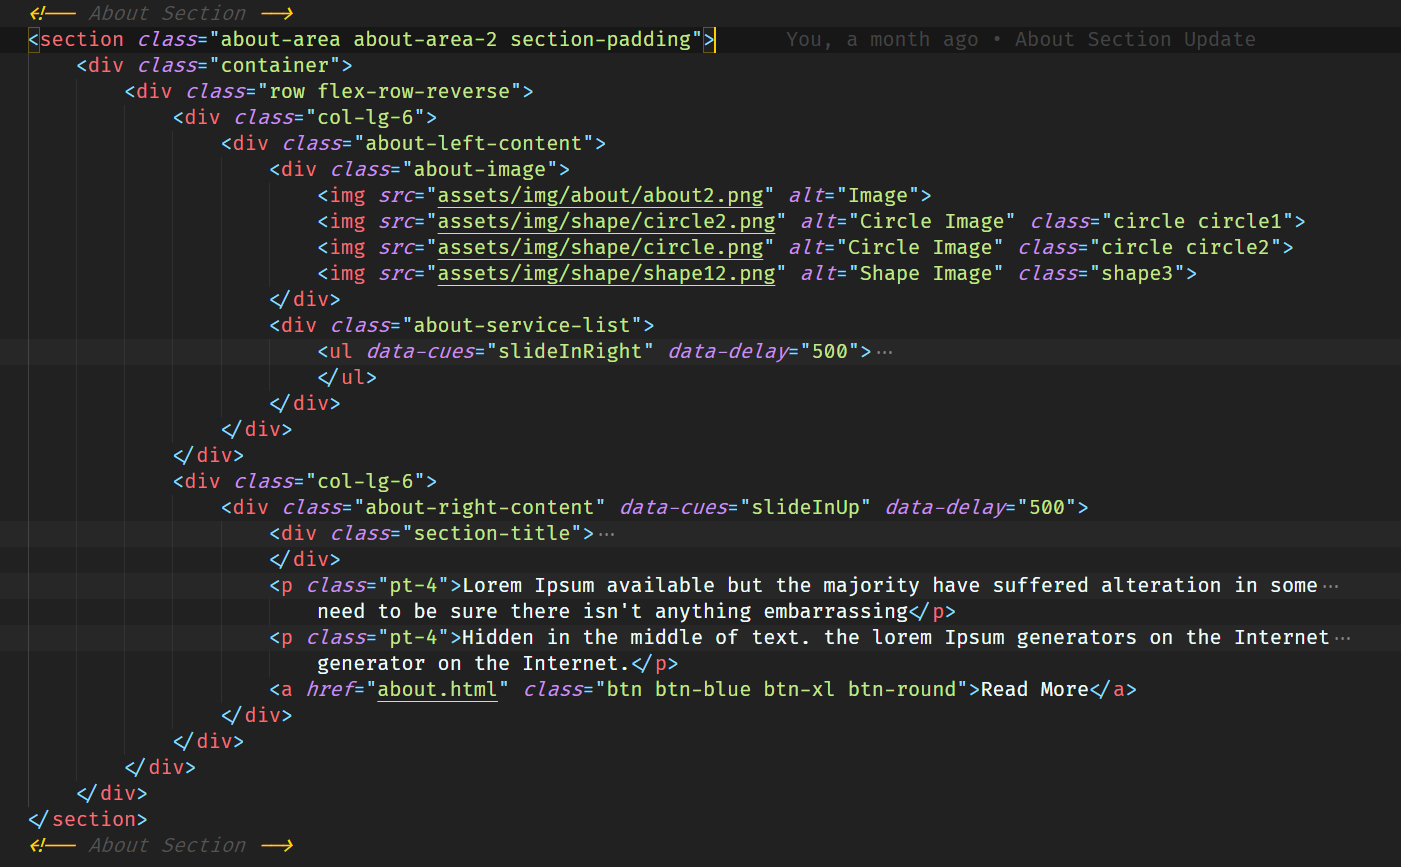 <!-- About Section -->
<section class="about-area about-area-2 section-padding"> You, a month ago • About Section Update
<div class="container">
<div class="row flex-row-reverse">
<div class="col-lg-6">
<div class="about-left-content">
<div class="about-image">
<img src="assets/img/about/about2.png" alt="Image">
<img src="assets/img/shape/circle2.png" alt="Circle Image" class="circle circle1">
<img src="assets/img/shape/circle.png" alt="Circle Image" class="circle circle2">
<img src="assets/img/shape/shape12.png" alt="Shape Image" class="shape3">
</div>
<div class="about-service-list">
<ul data-cues="slideInRight" data-delay="500">…
</ul>
</div>
</div>
</div>
<div class="col-lg-6">
<div class="about-right-content" data-cues="slideInUp" data-delay="500">
<div class="section-title">…
</div>
<p class="pt-4">Lorem Ipsum available but the majority have suffered alteration in some…
need to be sure there isn't anything embarrassing</p>
<p class="pt-4">Hidden in the middle of text. the lorem Ipsum generators on the Internet…
generator on the Internet.</p>
<a href="about.html" class="btn btn-blue btn-xl btn-round">Read More</a>
</div>
</div>
</div>
</div>
</section>
<!-- About Section -->